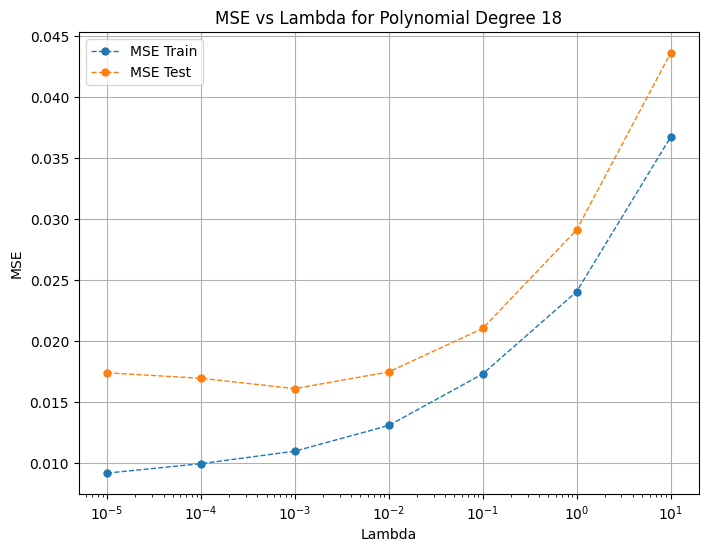 MSE vs Lambda for Polynomial Degree 18
MSE Train
MSE Test
MSE
0.045
0.040
0.035
0.030
0.025
0.020
0.015
0.010
10⁻⁵ 10⁻⁴ 10⁻³ 10⁻² 10⁻¹ 10⁰ 10¹
Lambda